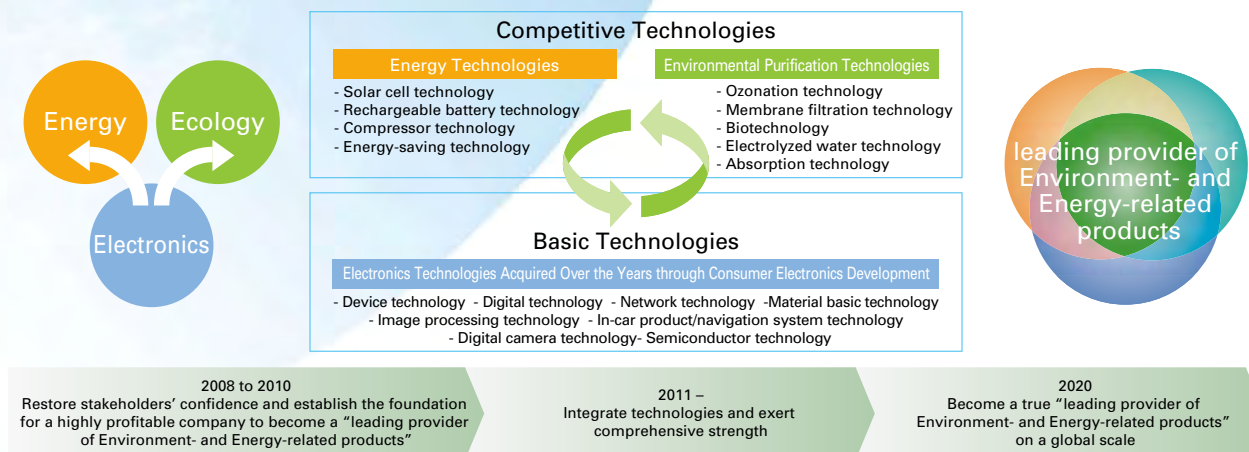 Energy
Ecology
Electronics
Competitive Technologies
Energy Technologies
- Solar cell technology
- Rechargeable battery technology
- Compressor technology
- Energy-saving technology
Environmental Purification Technologies
- Ozonation technology
- Membrane filtration technology
- Biotechnology
- Electrolyzed water technology
- Absorption technology
Basic Technologies
Electronics Technologies Acquired Over the Years through Consumer Electronics Development
- Device technology - Digital technology - Network technology -Material basic technology
- Image processing technology - In-car product/navigation system technology
- Digital camera technology- Semiconductor technology
leading provider of
Environment- and
Energy-related
products
2008 to 2010
Restore stakeholders’ confidence and establish the foundation
for a highly profitable company to become a “leading provider
of Environment- and Energy-related products”
2011 –
Integrate technologies and exert
comprehensive strength
2020
Become a true “leading provider of
Environment- and Energy-related products”
on a global scale